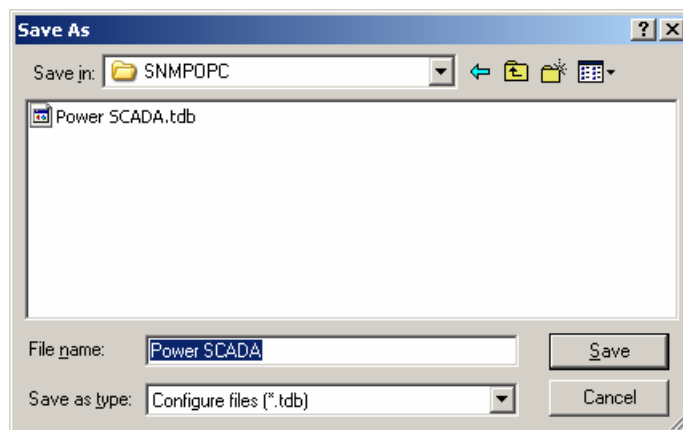 Save As
Save in: SNMPOPC
Power SCADA.tdb
File name: Power SCADA Save
Save as type: Configure files (*.tdb) Cancel